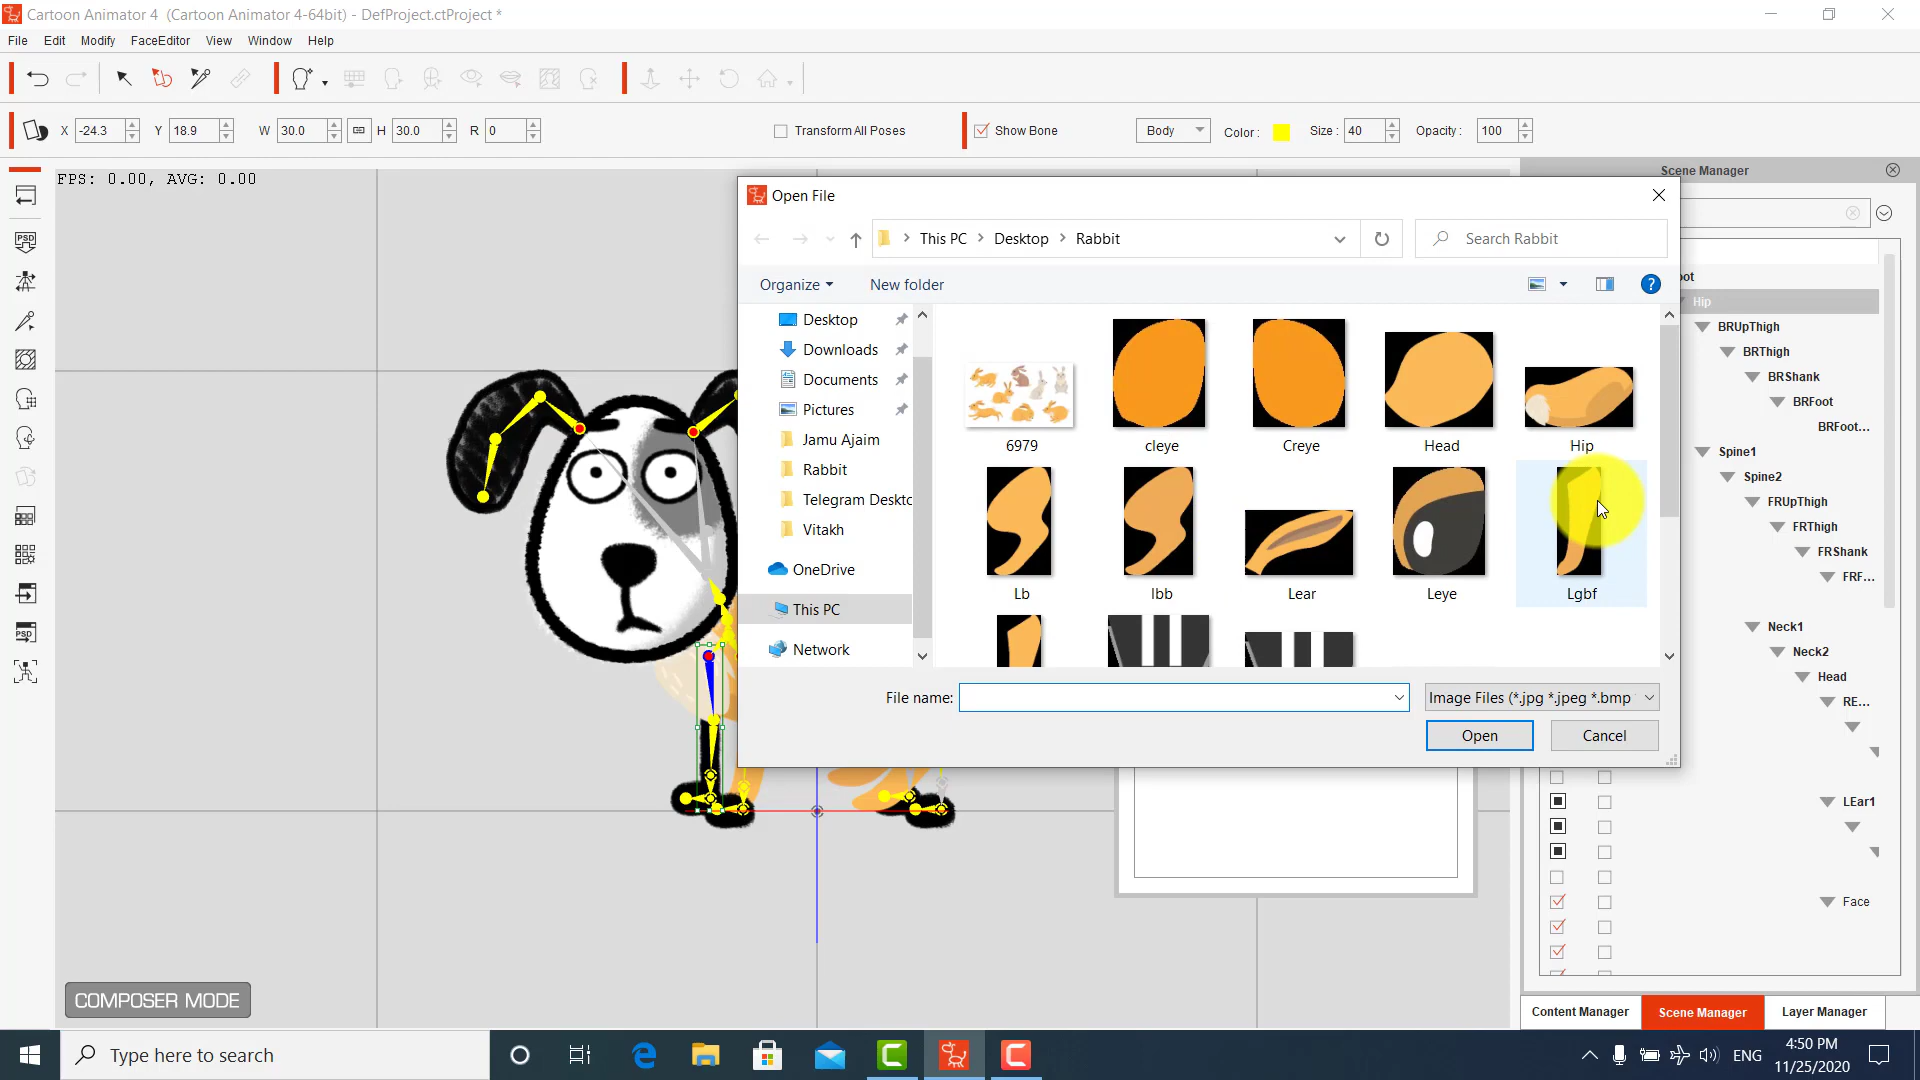 Cartoon Animator 4  (Cartoon Animator 4-64bit) - DefProject.ctProject *
File Edit Modify FaceEditor View Window Help
X -24.3 Y 18.9 W 30.0 H 30.0 R 0 Transform All Poses Show Bone Body Color : Size : 40 Opacity : 100
FPS: 0.00, AVG: 0.00
Scene Manager
Open File
This PC > Desktop > Rabbit
Search Rabbit
Organize New folder
Desktop
Downloads
Documents
Pictures
Jamu Ajaim
Rabbit
Telegram Deskto
Vitakh
OneDrive
This PC
Network
6979 cleye Creye Head Hip
Lb lbb Lear Leye Lgbf
File name: Image Files (*.jpg *.jpeg *.bmp
Open Cancel
oot
Hip
BRUpThigh
BRThigh
BRShank
BRFoot
BRFoot...
Spine1
Spine2
FRUpThigh
FRThigh
FRShank
FRF...
Neck1
Neck2
Head
RE...
LEar1
Face
PSD
PSD
COMPOSER MODE
Content Manager Scene Manager Layer Manager
Type here to search
ENG
4:50 PM
11/25/2020